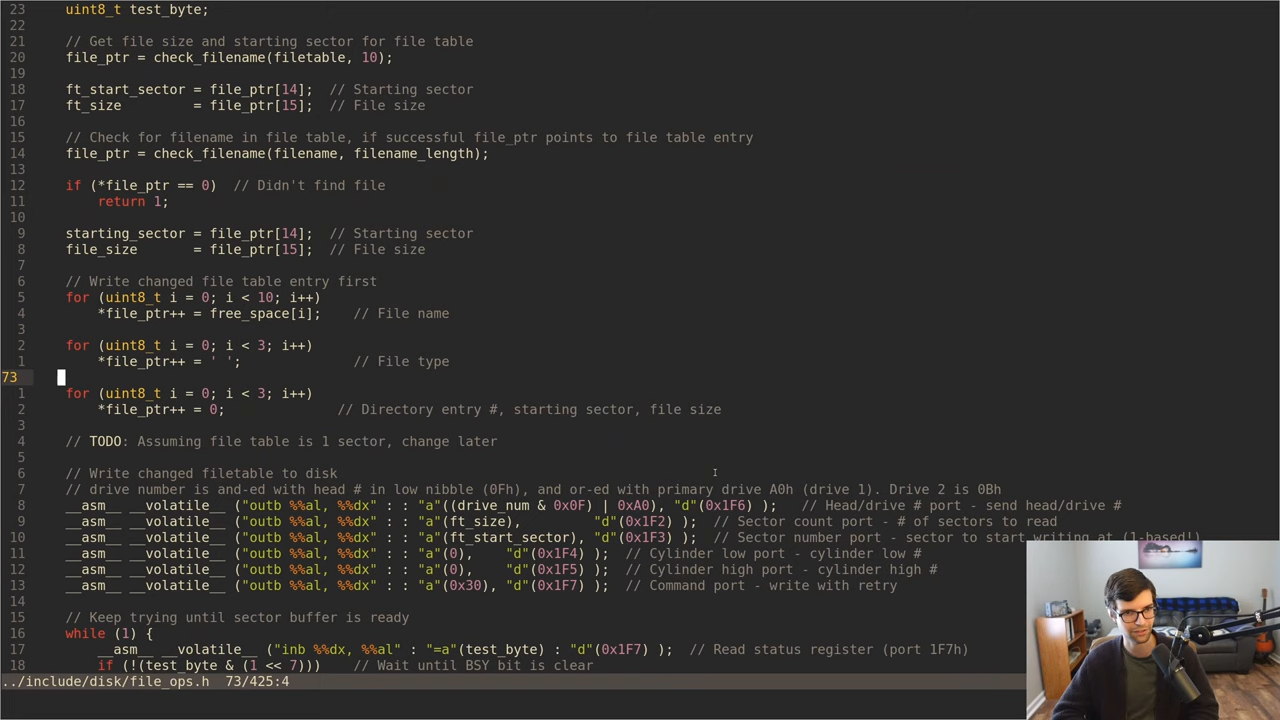 23    uint8_t test_byte;
22
21    // Get file size and starting sector for file table
20    file_ptr = check_filename(filetable, 10);
19
18    ft_start_sector = file_ptr[14];  // Starting sector
17    ft_size         = file_ptr[15];  // File size
16
15    // Check for filename in file table, if successful file_ptr points to file table entry
14    file_ptr = check_filename(filename, filename_length);
13
12    if (*file_ptr == 0)  // Didn't find file
11        return 1;
10
9    starting_sector = file_ptr[14];  // Starting sector
8    file_size       = file_ptr[15];  // File size
7
6    // Write changed file table entry first
5    for (uint8_t i = 0; i < 10; i++)
4        *file_ptr++ = free_space[i];    // File name
3
2    for (uint8_t i = 0; i < 3; i++)
1        *file_ptr++ = ' ';              // File type
73
1    for (uint8_t i = 0; i < 3; i++)
2        *file_ptr++ = 0;              // Directory entry #, starting sector, file size
3
4    // TODO: Assuming file table is 1 sector, change later
5
6    // Write changed filetable to disk
7    // drive number is and-ed with head # in low nibble (0Fh), and or-ed with primary drive A0h (drive 1). Drive 2 is 0Bh
8    __asm__ __volatile__ ("outb %%al, %%dx" : : "a"((drive_num & 0x0F) | 0xA0), "d"(0x1F6) );   // Head/drive # port - send head/drive #
9    __asm__ __volatile__ ("outb %%al, %%dx" : : "a"(ft_size),         "d"(0x1F2) );  // Sector count port - # of sectors to read
10    __asm__ __volatile__ ("outb %%al, %%dx" : : "a"(ft_start_sector), "d"(0x1F3) );  // Sector number port - sector to start writing at (1-based!)
11    __asm__ __volatile__ ("outb %%al, %%dx" : : "a"(0),    "d"(0x1F4) );  // Cylinder low port - cylinder low #
12    __asm__ __volatile__ ("outb %%al, %%dx" : : "a"(0),    "d"(0x1F5) );  // Cylinder high port - cylinder high #
13    __asm__ __volatile__ ("outb %%al, %%dx" : : "a"(0x30), "d"(0x1F7) );  // Command port - write with retry
14
15    // Keep trying until sector buffer is ready
16    while (1) {
17        __asm__ __volatile__ ("inb %%dx, %%al" : "=a"(test_byte) : "d"(0x1F7) );  // Read status register (port 1F7h)
18        if (!(test_byte & (1 << 7)))    // Wait until BSY bit is clear
../include/disk/file_ops.h  73/425:4